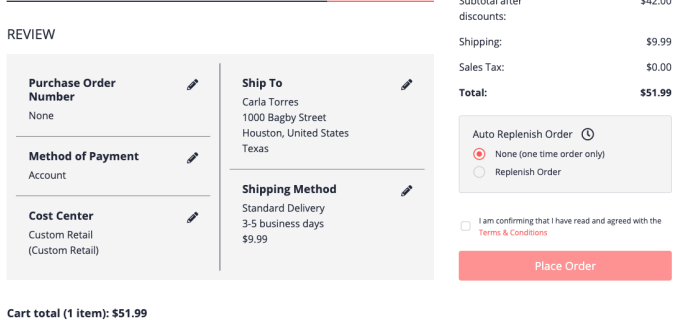 Subtotal after $42.00
discounts:
Shipping: $9.99
Sales Tax: $0.00
Total: $51.99
REVIEW
Purchase Order
Number
None
Method of Payment
Account
Cost Center
Custom Retail
(Custom Retail)
Ship To
Carla Torres
1000 Bagby Street
Houston, United States
Texas
Shipping Method
Standard Delivery
3-5 business days
$9.99
Auto Replenish Order
None (one time order only)
Replenish Order
I am confirming that I have read and agreed with the
Terms & Conditions
Place Order
Cart total (1 item): $51.99